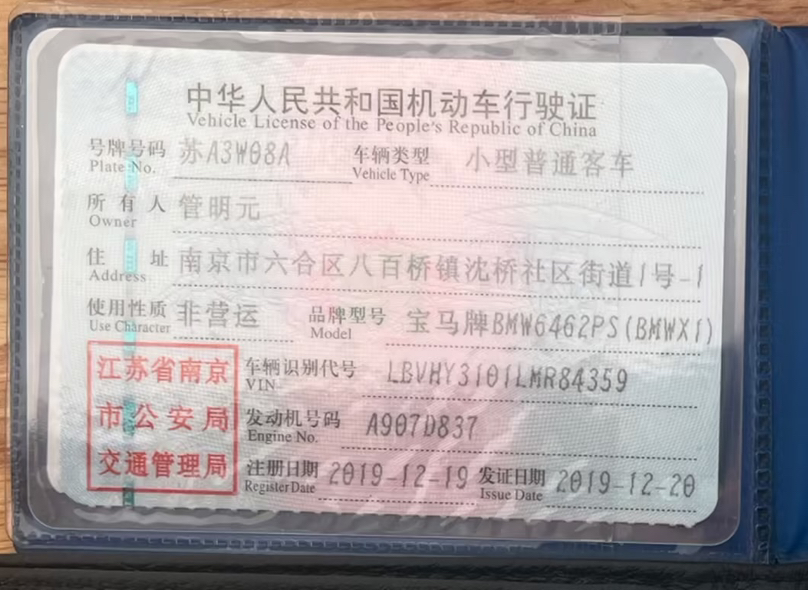 中华人民共和国机动车行驶证
Vehicle License of the People's Republic of China
号牌号码 苏A3W08A 车辆类型 小型普通客车
Plate No. Vehicle Type
所有人 管明元
Owner
住址 南京市六合区八百桥镇沈桥社区街道1号-1
Address
使用性质 非营运 品牌型号 宝马牌BMW6462PS(BMWX1)
Use Character Model
江苏省南京
市公安局
交通管理局
车辆识别代号 LBVHY3101LMR84359
VIN
发动机号码 A907D837
Engine No.
注册日期 2019-12-19 发证日期 2019-12-20
Register Date Issue Date